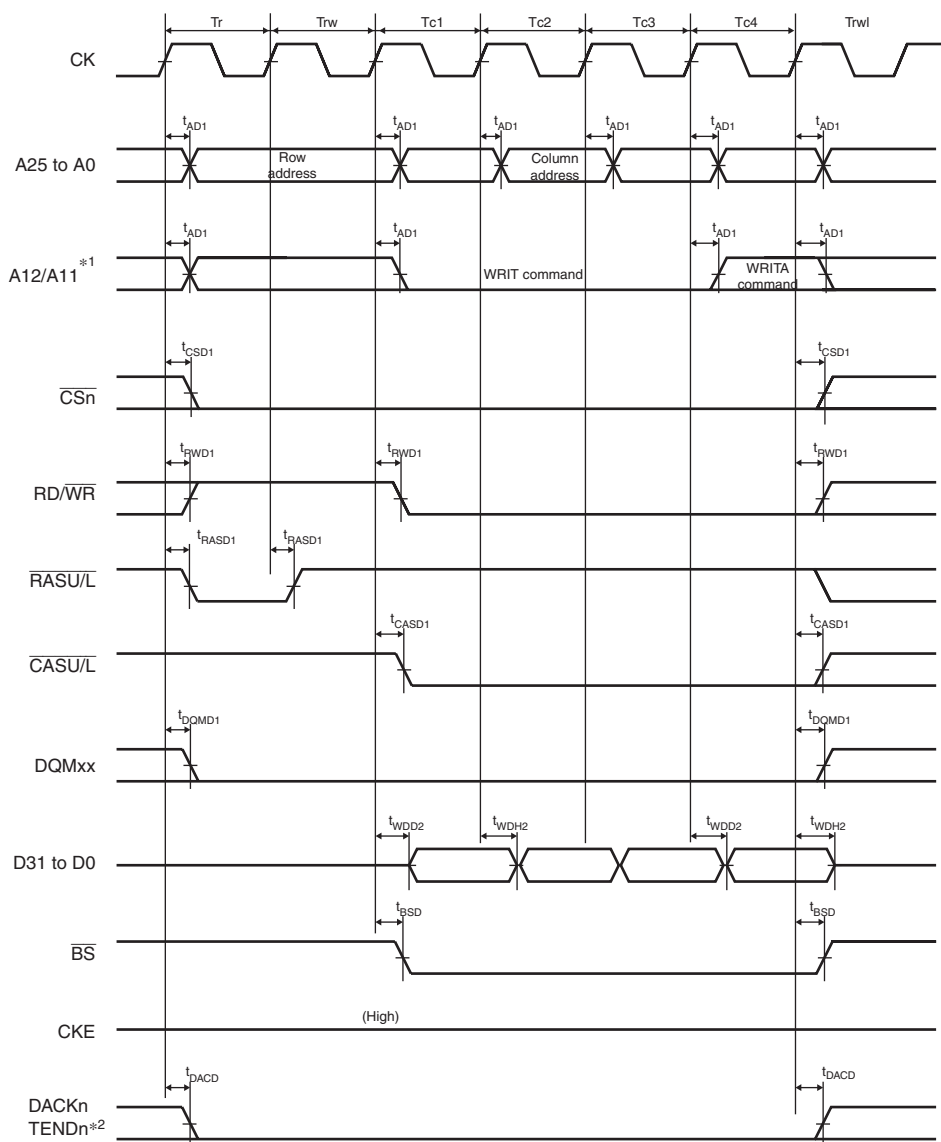 Tr Trw Tc1 Tc2 Tc3 Tc4 Trwl
CK
tAD1 tAD1 tAD1 tAD1 tAD1 tAD1
A25 to A0
Row address
Column address
tAD1 tAD1 tAD1 tAD1
A12/A11*1
WRIT command
WRITA command
tCSD1 tCSD1
CSn
tRWD1 tRWD1 tRWD1
RD/WR
tRASD1 tRASD1
RASU/L
tCASD1 tCASD1
CASU/L
tDQMD1 tDQMD1
DQMxx
tWDD2 tWDH2 tWDD2 tWDH2
D31 to D0
tBSD tBSD
BS
(High)
CKE
tDACD tDACD
DACKn
TENDn*2